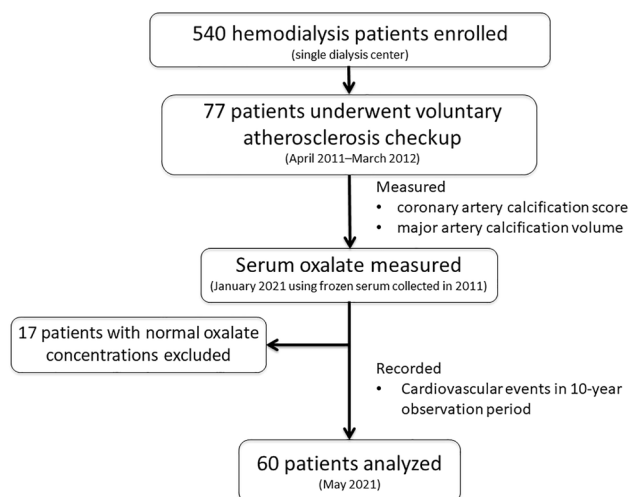 540 hemodialysis patients enrolled
(single dialysis center)
77 patients underwent voluntary
atherosclerosis checkup
(April 2011–March 2012)
Measured
• coronary artery calcification score
• major artery calcification volume
Serum oxalate measured
(January 2021 using frozen serum collected in 2011)
17 patients with normal oxalate
concentrations excluded
Recorded
• Cardiovascular events in 10-year
observation period
60 patients analyzed
(May 2021)